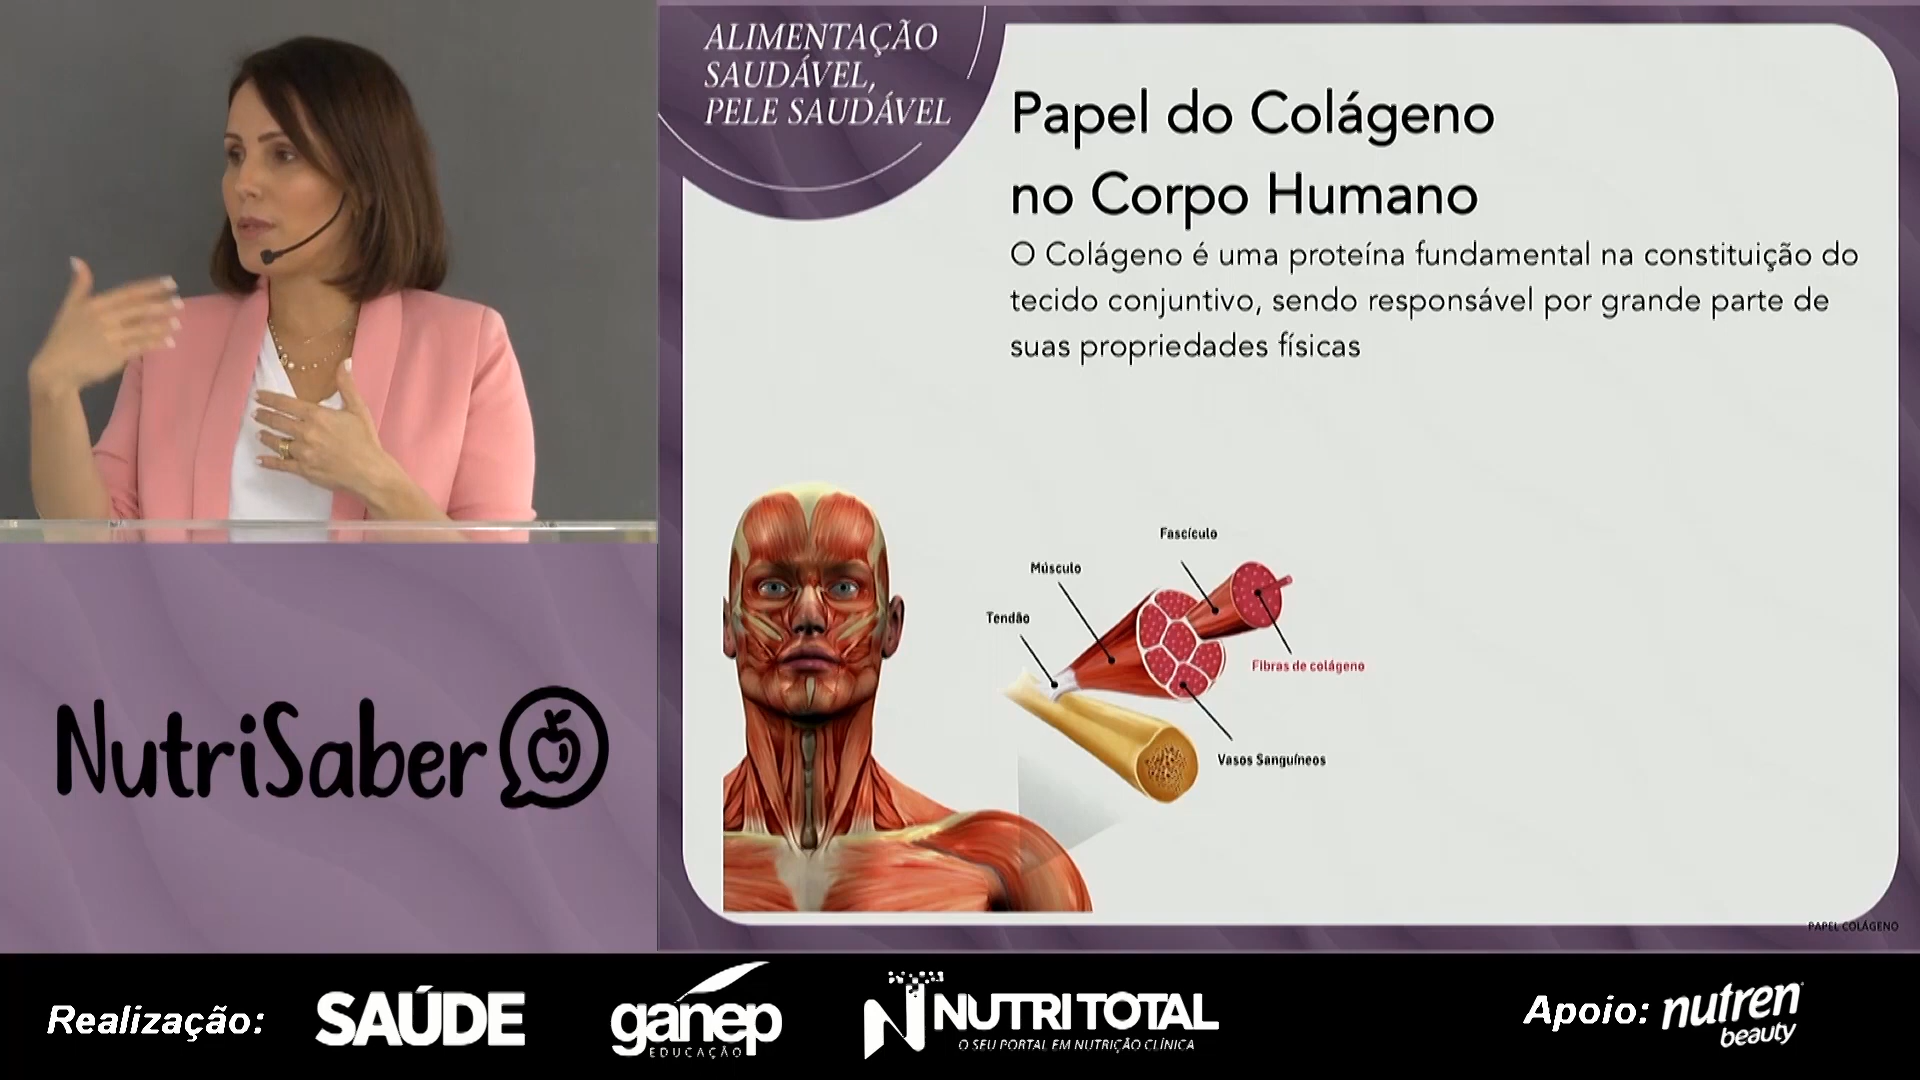 ALIMENTAÇÃO
SAUDÁVEL,
PELE SAUDÁVEL
Papel do Colágeno
no Corpo Humano
O Colágeno é uma proteína fundamental na constituição do
tecido conjuntivo, sendo responsável por grande parte de
suas propriedades físicas
Fascículo
Músculo
Tendão
Fibras de colágeno
Vasos Sanguíneos
PAPEL COLÁGENO
NutriSaber
Realização:
SAÚDE
ganep
EDUCAÇÃO
NUTRITOTAL
O SEU PORTAL EM NUTRIÇÃO CLÍNICA
Apoio:
nutren
beauty